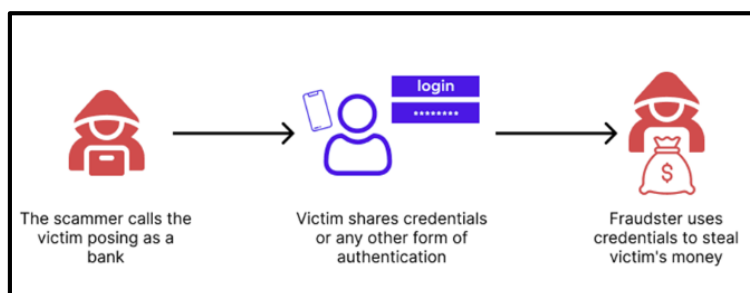 login
••••••••
$
The scammer calls the
victim posing as a
bank
Victim shares credentials
or any other form of
authentication
Fraudster uses
credentials to steal
victim's money